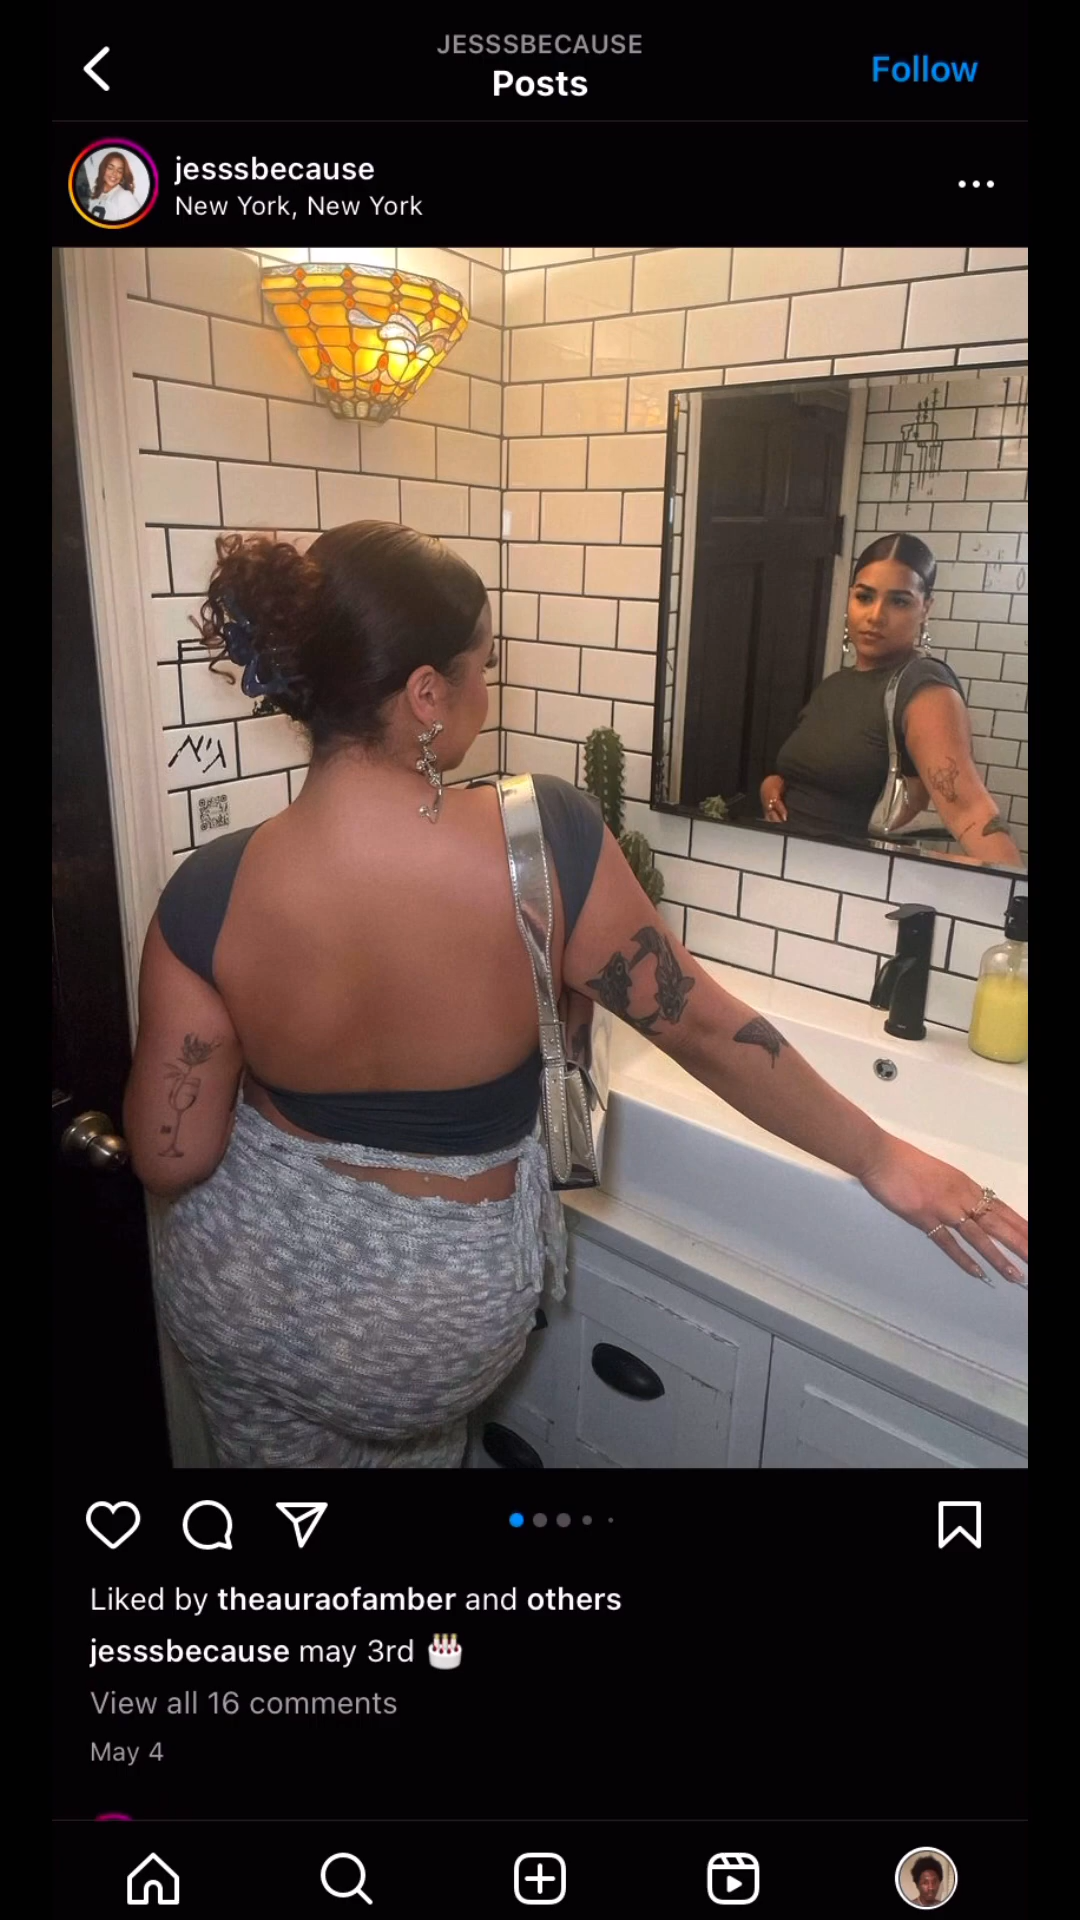 JESSSBECAUSE
Posts
Follow
jesssbecause
New York, New York
Liked by theauraofamber and others
jesssbecause may 3rd 🎂
View all 16 comments
May 4